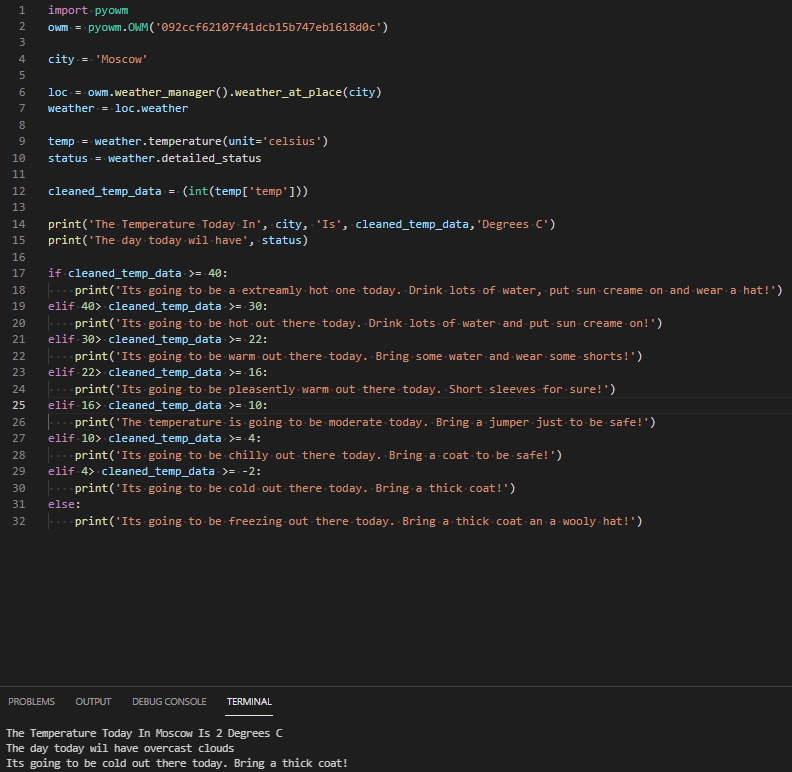 1 import pyowm
2 owm = pyowm.OWM('092ccf62107f41dcb15b747eb1618d0c')
3
4 city = 'Moscow'
5
6 loc = owm.weather_manager().weather_at_place(city)
7 weather = loc.weather
8
9 temp = weather.temperature(unit='celsius')
10 status = weather.detailed_status
11
12 cleaned_temp_data = (int(temp['temp']))
13
14 print('The Temperature Today In', city, 'Is', cleaned_temp_data,'Degrees C')
15 print('The day today wil have', status)
16
17 if cleaned_temp_data >= 40:
18     print('Its going to be a extreamly hot one today. Drink lots of water, put sun creame on and wear a hat!')
19 elif 40> cleaned_temp_data >= 30:
20     print('Its going to be hot out there today. Drink lots of water and put sun creame on!')
21 elif 30> cleaned_temp_data >= 22:
22     print('Its going to be warm out there today. Bring some water and wear some shorts!')
23 elif 22> cleaned_temp_data >= 16:
24     print('Its going to be pleasently warm out there today. Short sleeves for sure!')
25 elif 16> cleaned_temp_data >= 10:
26     print('The temperature is going to be moderate today. Bring a jumper just to be safe!')
27 elif 10> cleaned_temp_data >= 4:
28     print('Its going to be chilly out there today. Bring a coat to be safe!')
29 elif 4> cleaned_temp_data >= -2:
30     print('Its going to be cold out there today. Bring a thick coat!')
31 else:
32     print('Its going to be freezing out there today. Bring a thick coat an a wooly hat!')
PROBLEMS OUTPUT DEBUG CONSOLE TERMINAL
The Temperature Today In Moscow Is 2 Degrees C
The day today wil have overcast clouds
Its going to be cold out there today. Bring a thick coat!